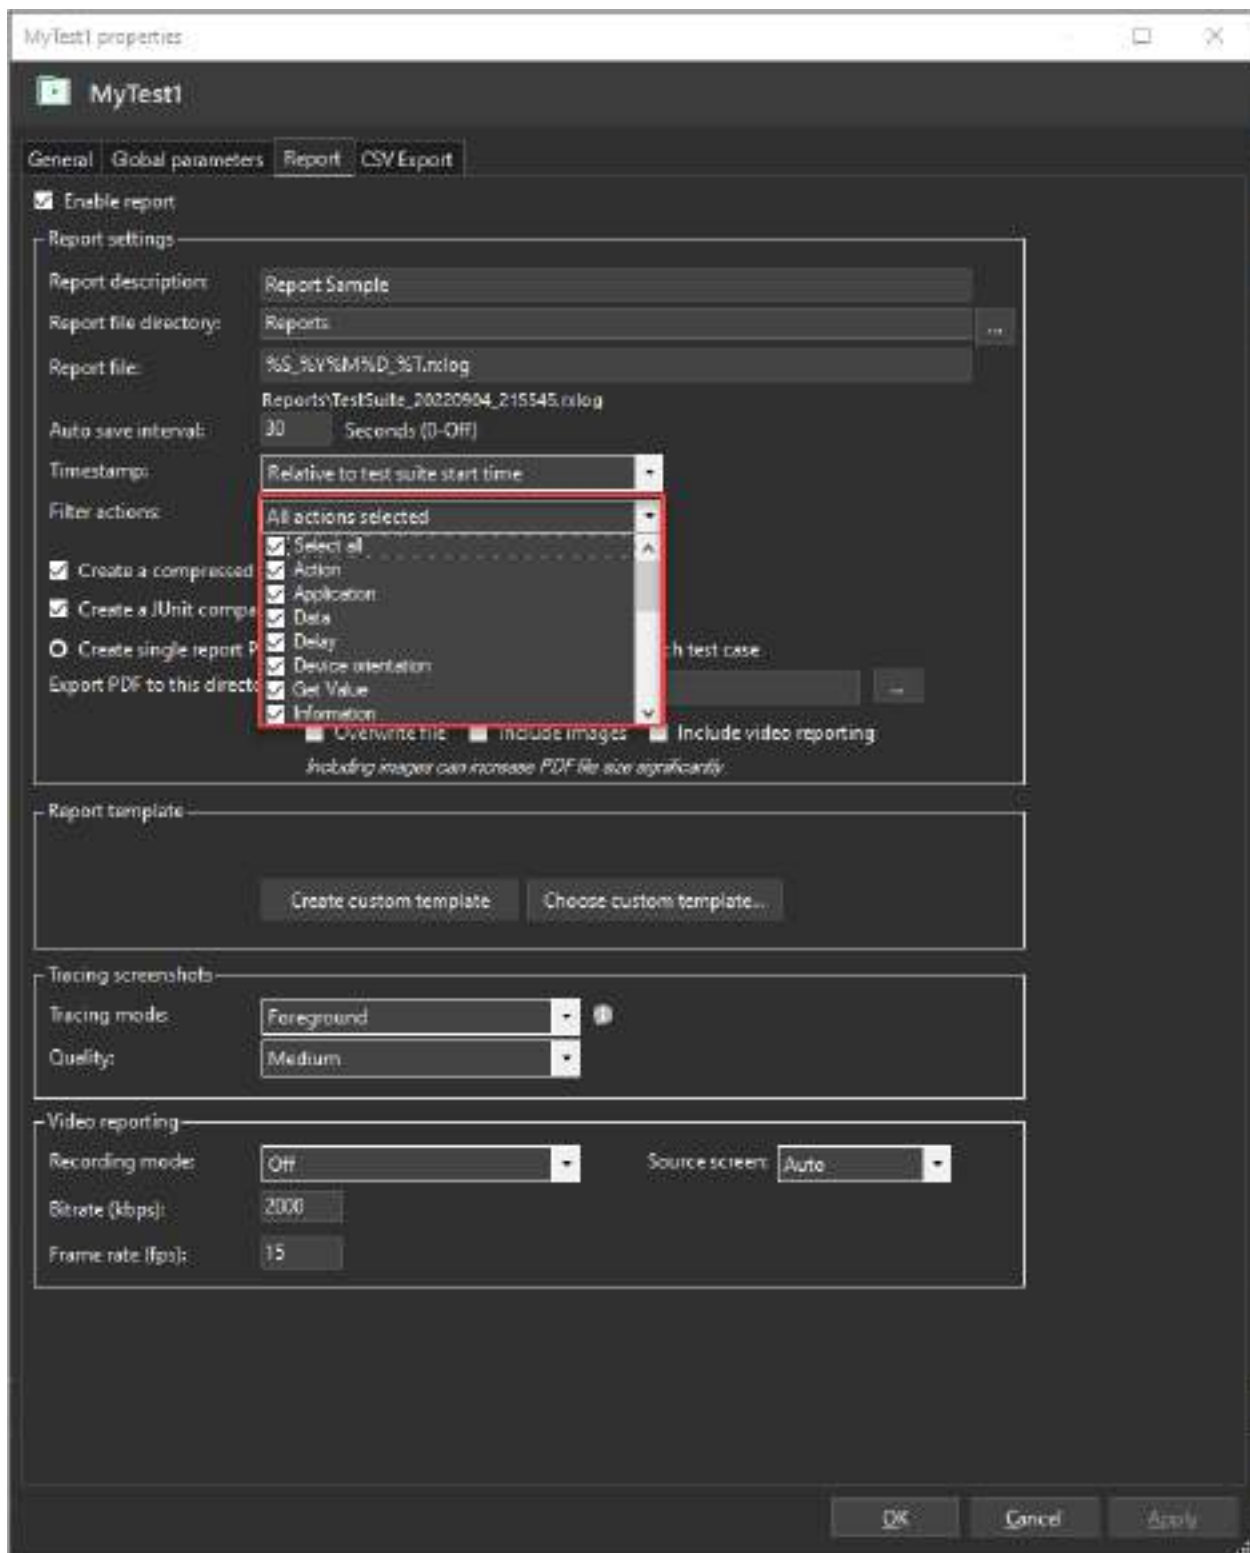 MyTest1 properties
MyTest1
General Global parameters Report CSV Export
Enable report
Report settings
Report description: Report Sample
Report file directory: Reports ...
Report file: %S_%Y%M%D_%T.rxlog
Reports\TestSuite_20220904_215545.rxlog
Auto save interval: 30 Seconds (0-Off)
Timestamp: Relative to test suite start time
Filter actions: All actions selected
Select all
Create a compressed Action
Application
Create a JUnit compa Data
Delay
Create single report P ch test case
Device orientation
Export PDF to this directo Get Value ...
Information
Overwrite file Include images Include video reporting
Including images can increase PDF file size significantly
Report template
Create custom template Choose custom template...
Tracing screenshots
Tracing mode: Foreground
Quality: Medium
Video reporting
Recording mode: Off Source screen: Auto
Bitrate (kbps): 2000
Frame rate (fps): 15
OK Cancel Apply